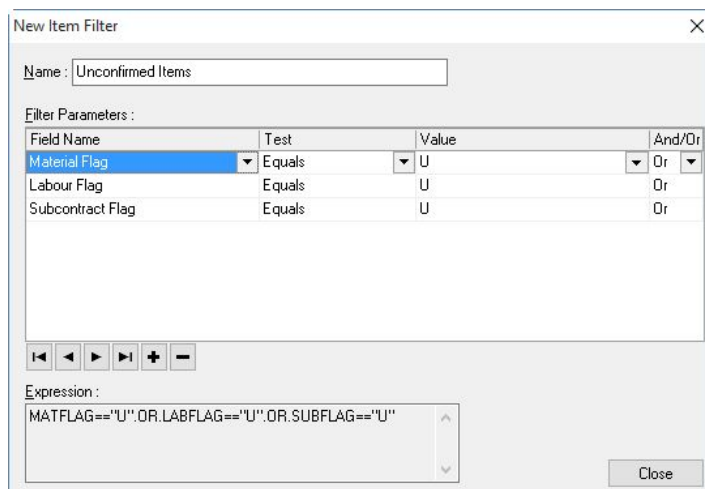 New Item Filter
Name : Unconfirmed Items
Filter Parameters :
Field Name Test Value And/Or
Material Flag Equals U Or
Labour Flag Equals U Or
Subcontract Flag Equals U Or
Expression :
MATFLAG=="U".OR.LABFLAG=="U".OR.SUBFLAG=="U"
Close